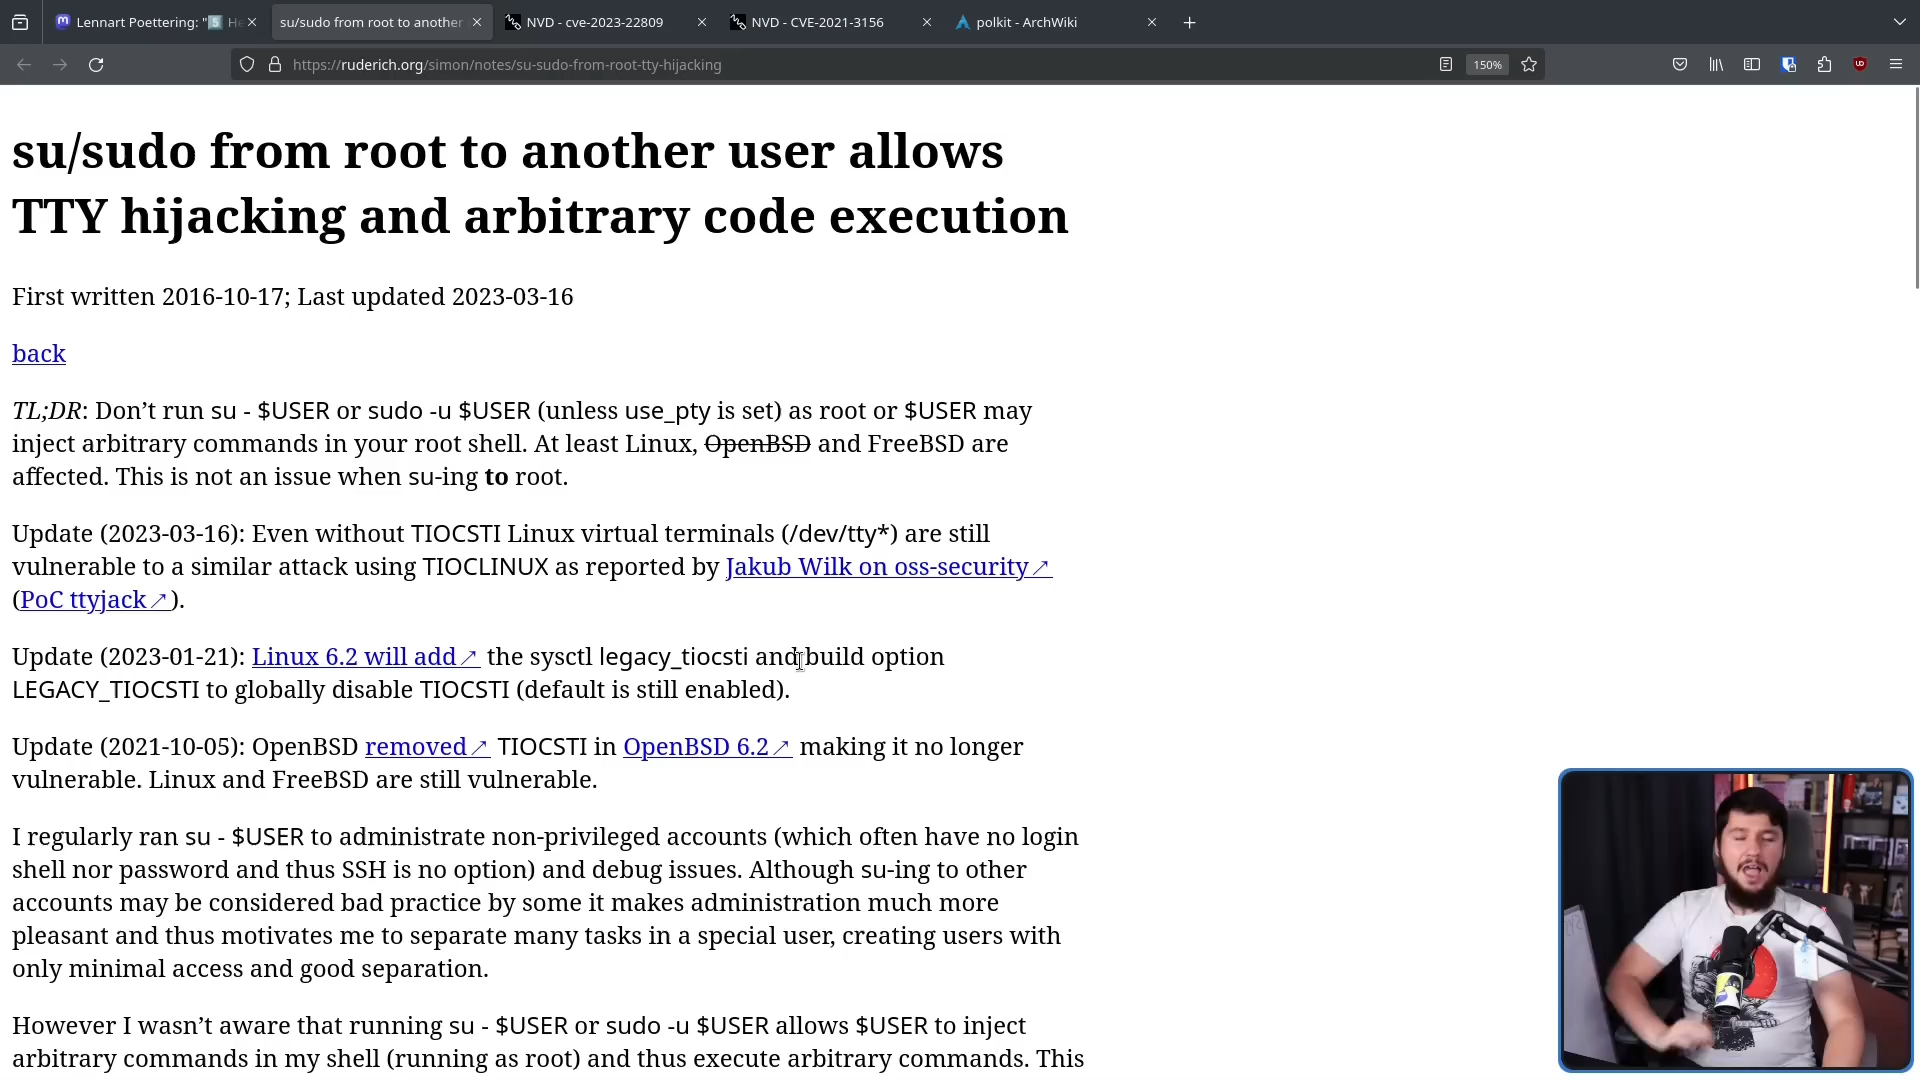 Lennart Poettering: "5 He
su/sudo from root to another
NVD - cve-2023-22809
NVD - CVE-2021-3156
polkit - ArchWiki
https://ruderich.org/simon/notes/su-sudo-from-root-tty-hijacking
150%
su/sudo from root to another user allows
TTY hijacking and arbitrary code execution
First written 2016-10-17; Last updated 2023-03-16
back
TL;DR: Don’t run su - $USER or sudo -u $USER (unless use_pty is set) as root or $USER may
inject arbitrary commands in your root shell. At least Linux, OpenBSD and FreeBSD are
affected. This is not an issue when su-ing to root.
Update (2023-03-16): Even without TIOCSTI Linux virtual terminals (/dev/tty*) are still
vulnerable to a similar attack using TIOCLINUX as reported by Jakub Wilk on oss-security↗
(PoC ttyjack↗).
Update (2023-01-21): Linux 6.2 will add↗ the sysctl legacy_tiocsti and build option
LEGACY_TIOCSTI to globally disable TIOCSTI (default is still enabled).
Update (2021-10-05): OpenBSD removed↗ TIOCSTI in OpenBSD 6.2↗ making it no longer
vulnerable. Linux and FreeBSD are still vulnerable.
I regularly ran su - $USER to administrate non-privileged accounts (which often have no login
shell nor password and thus SSH is no option) and debug issues. Although su-ing to other
accounts may be considered bad practice by some it makes administration much more
pleasant and thus motivates me to separate many tasks in a special user, creating users with
only minimal access and good separation.
However I wasn’t aware that running su - $USER or sudo -u $USER allows $USER to inject
arbitrary commands in my shell (running as root) and thus execute arbitrary commands. This